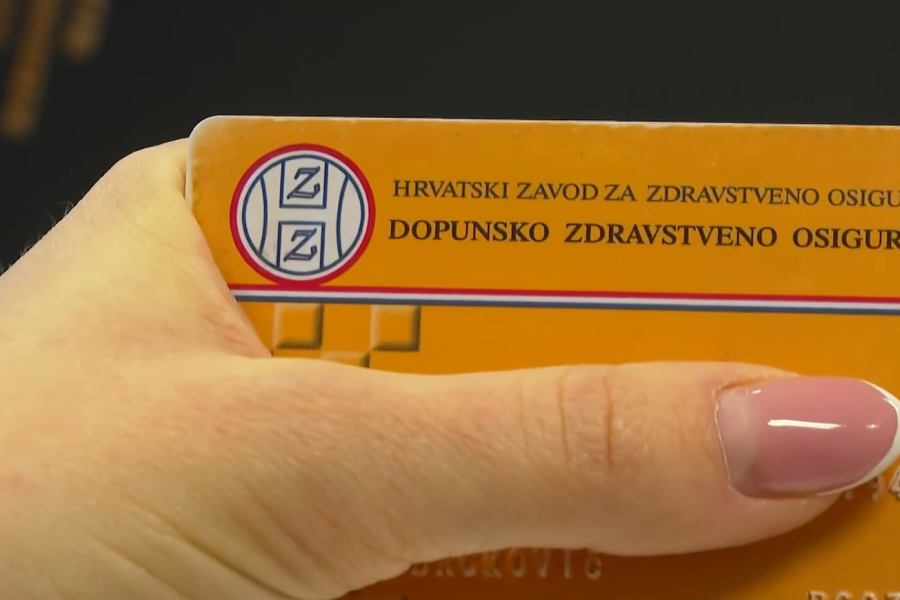 Z
Z
HRVATSKI ZAVOD ZA ZDRAVSTVENO OSIGU
DOPUNSKO ZDRAVSTVENO OSIGUR